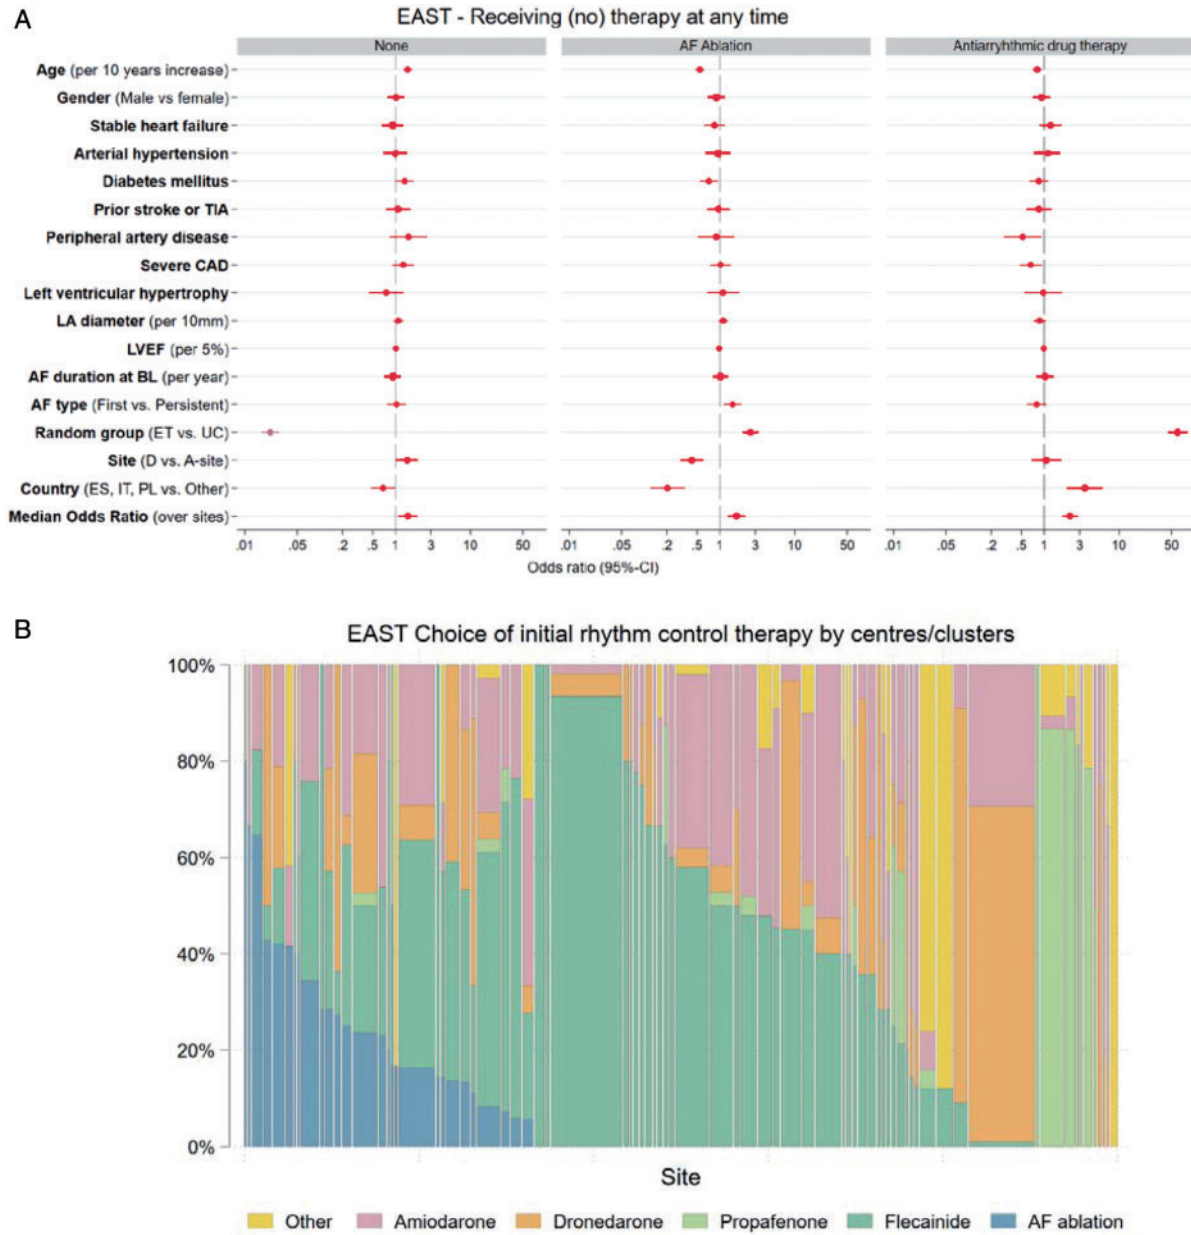 A
EAST - Receiving (no) therapy at any time
None AF Ablation Antiarryhthmic drug therapy
Age (per 10 years increase)
Gender (Male vs female)
Stable heart failure
Arterial hypertension
Diabetes mellitus
Prior stroke or TIA
Peripheral artery disease
Severe CAD
Left ventricular hypertrophy
LA diameter (per 10mm)
LVEF (per 5%)
AF duration at BL (per year)
AF type (First vs. Persistent)
Random group (ET vs. UC)
Site (D vs. A-site)
Country (ES, IT, PL vs. Other)
Median Odds Ratio (over sites)
.01 .05 .2 .5 1 3 10 50 .01 .05 .2 .5 1 3 10 50 .01 .2 .5 1 3 10 50
Odds ratio (95%-CI)
B
EAST Choice of initial rhythm control therapy by centres/clusters
100%
80%
60%
40%
20%
0%
Site
Other Amiodarone Dronedarone Propafenone Flecainide AF ablation